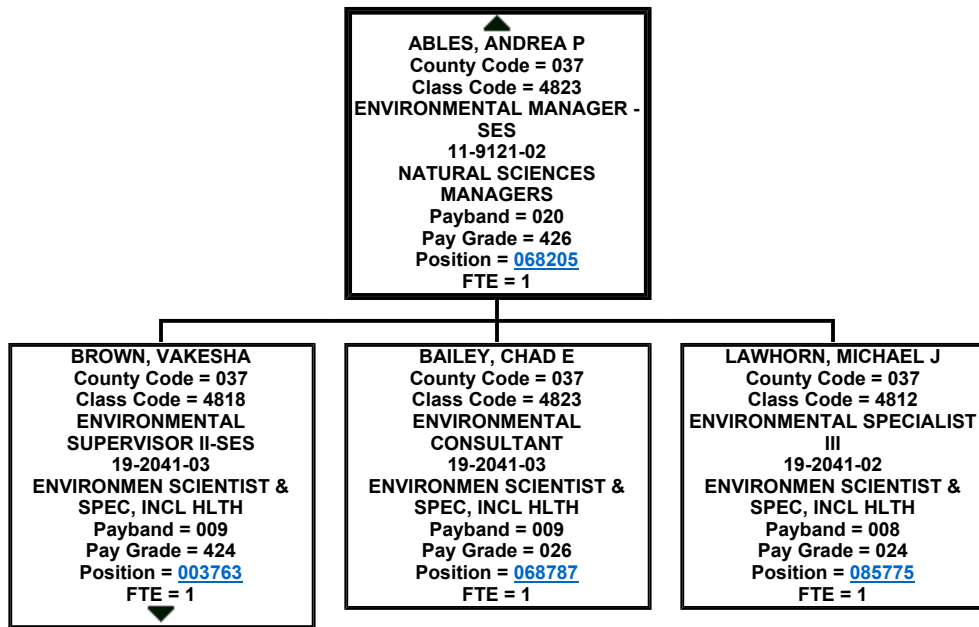 ABLES, ANDREA P
County Code = 037
Class Code = 4823
ENVIRONMENTAL MANAGER -
SES
11-9121-02
NATURAL SCIENCES
MANAGERS
Payband = 020
Pay Grade = 426
Position = 068205
FTE = 1
BROWN, VAKESHA
County Code = 037
Class Code = 4818
ENVIRONMENTAL
SUPERVISOR II-SES
19-2041-03
ENVIRONMEN SCIENTIST &
SPEC, INCL HLTH
Payband = 009
Pay Grade = 424
Position = 003763
FTE = 1
BAILEY, CHAD E
County Code = 037
Class Code = 4823
ENVIRONMENTAL
CONSULTANT
19-2041-03
ENVIRONMEN SCIENTIST &
SPEC, INCL HLTH
Payband = 009
Pay Grade = 026
Position = 068787
FTE = 1
LAWHORN, MICHAEL J
County Code = 037
Class Code = 4812
ENVIRONMENTAL SPECIALIST
III
19-2041-02
ENVIRONMEN SCIENTIST &
SPEC, INCL HLTH
Payband = 008
Pay Grade = 024
Position = 085775
FTE = 1